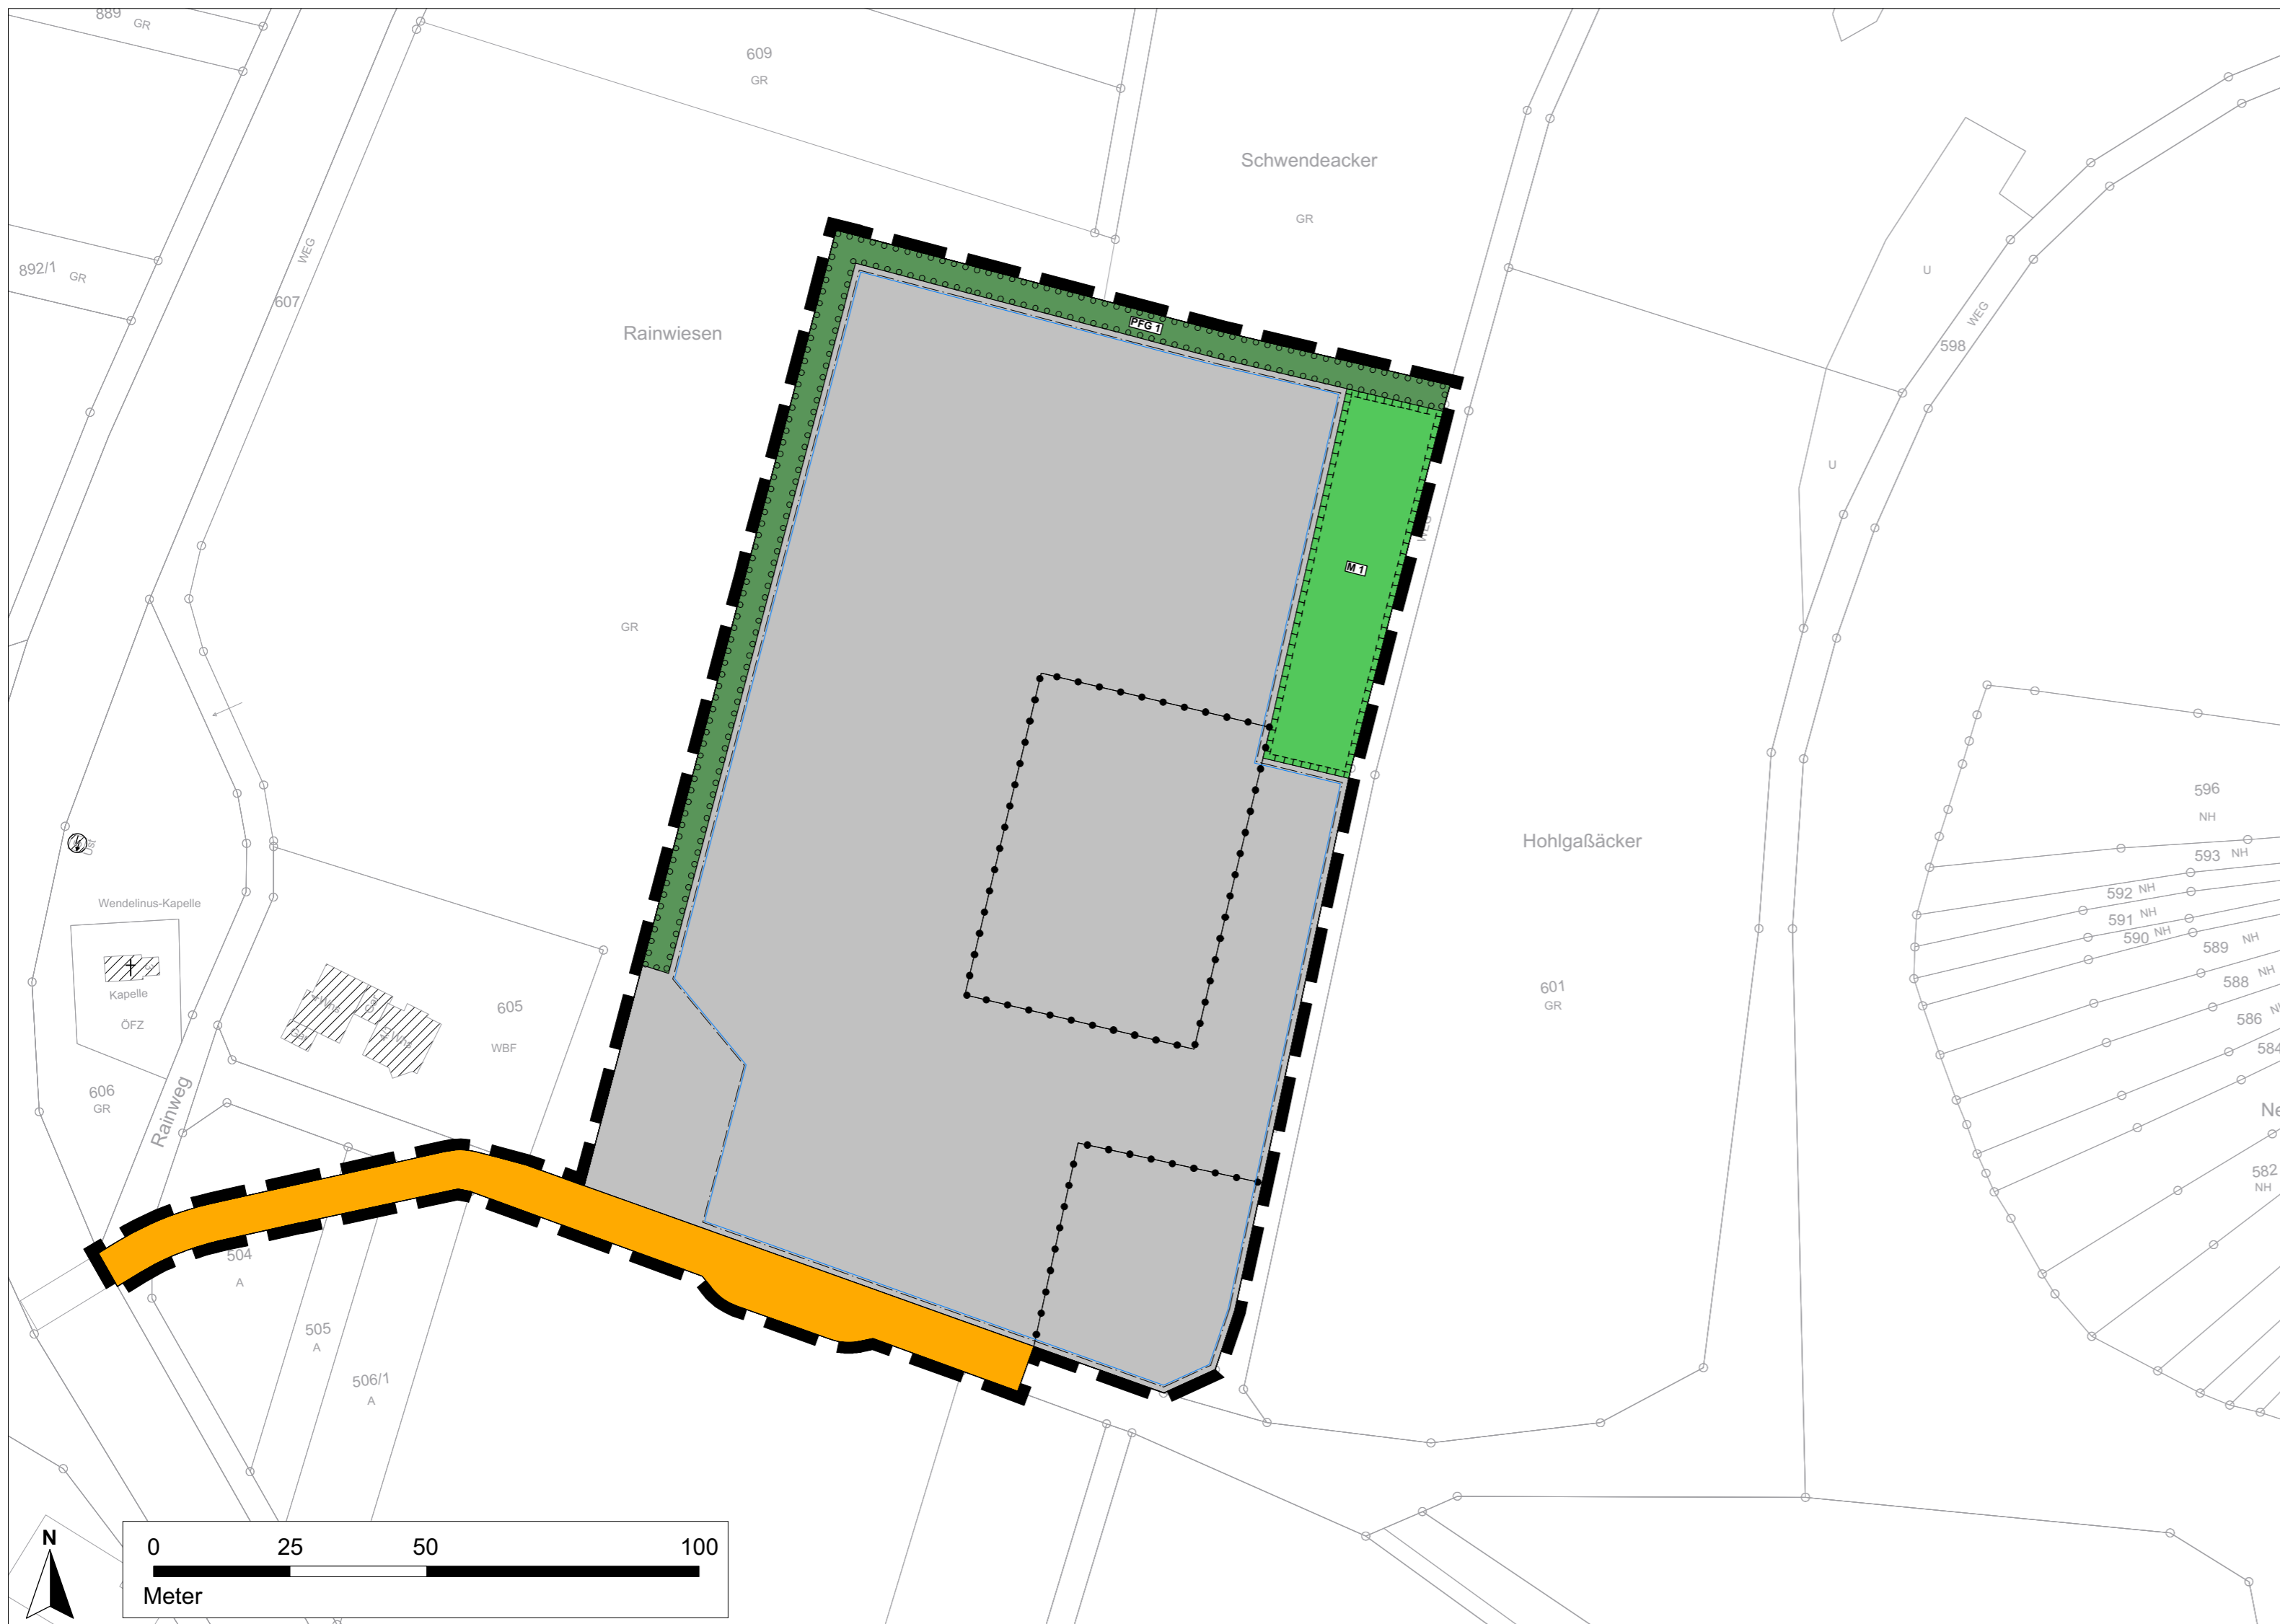 889
GR
609
GR
Schwendeacker
GR
892/1 GR
WEG
607
Rainwiesen
PFG 1
U
WEG
598
U
M 1
GR
596
NH
593 NH
592 NH
591 NH
590 NH
589 NH
588 NH
586
584
582
NH
Hohlgaßäcker
601
GR
Wendelinus-Kapelle
Kapelle
ÖFZ
605
WBF
606
GR
Rainweg
504
A
505
A
506/1
A
N
0 25 50 100
Meter